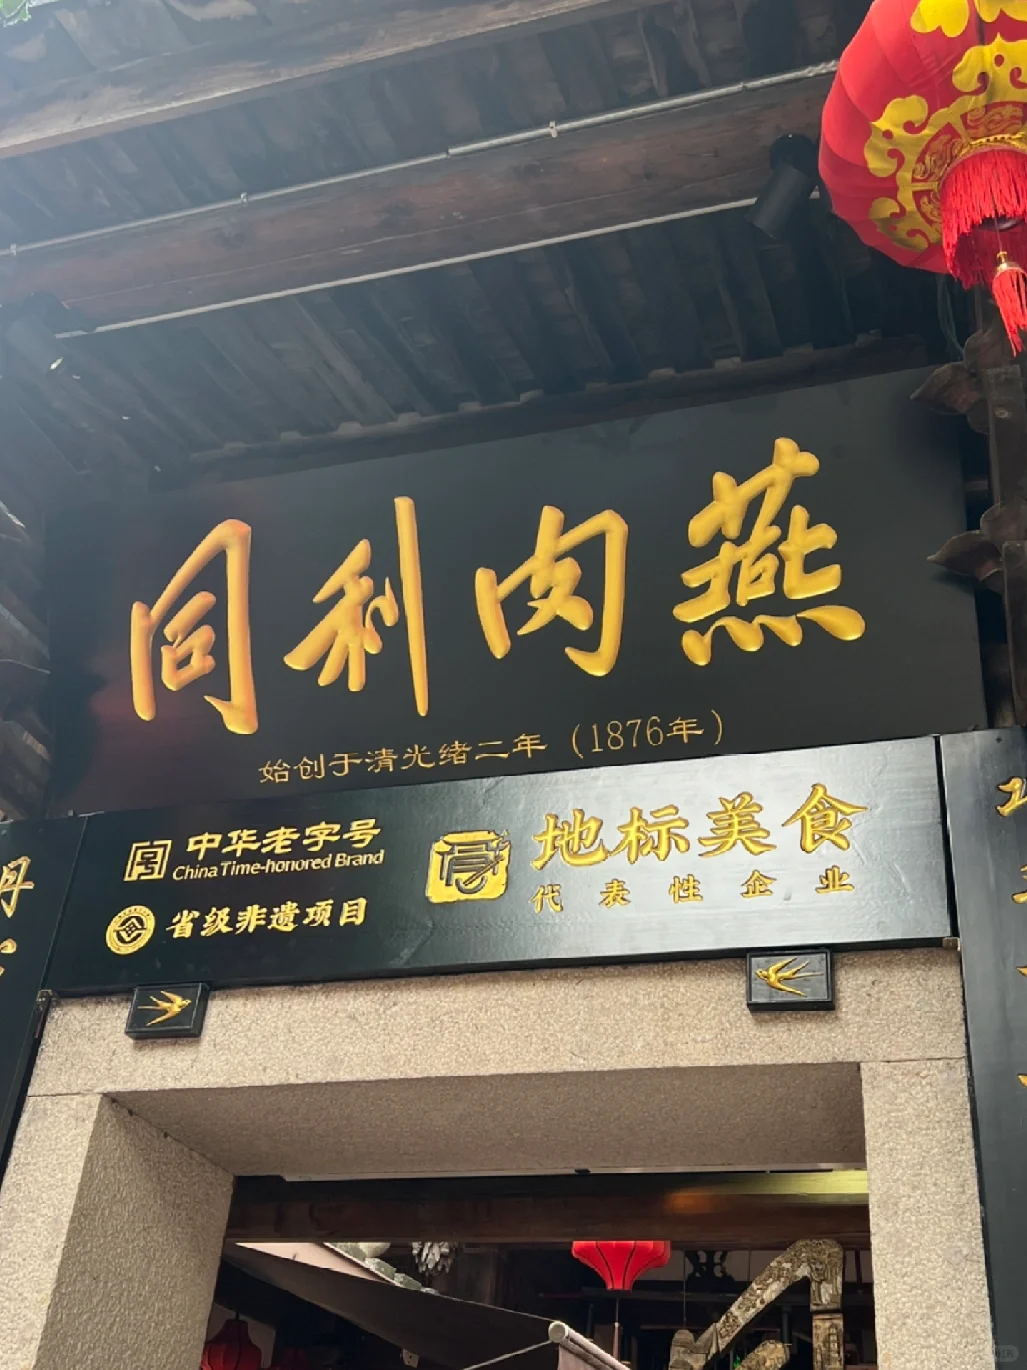 同利肉燕
始创于清光绪二年（1876年）
中华老字号
China Time-honored Brand
省级非遗项目
地标美食
代表性企业